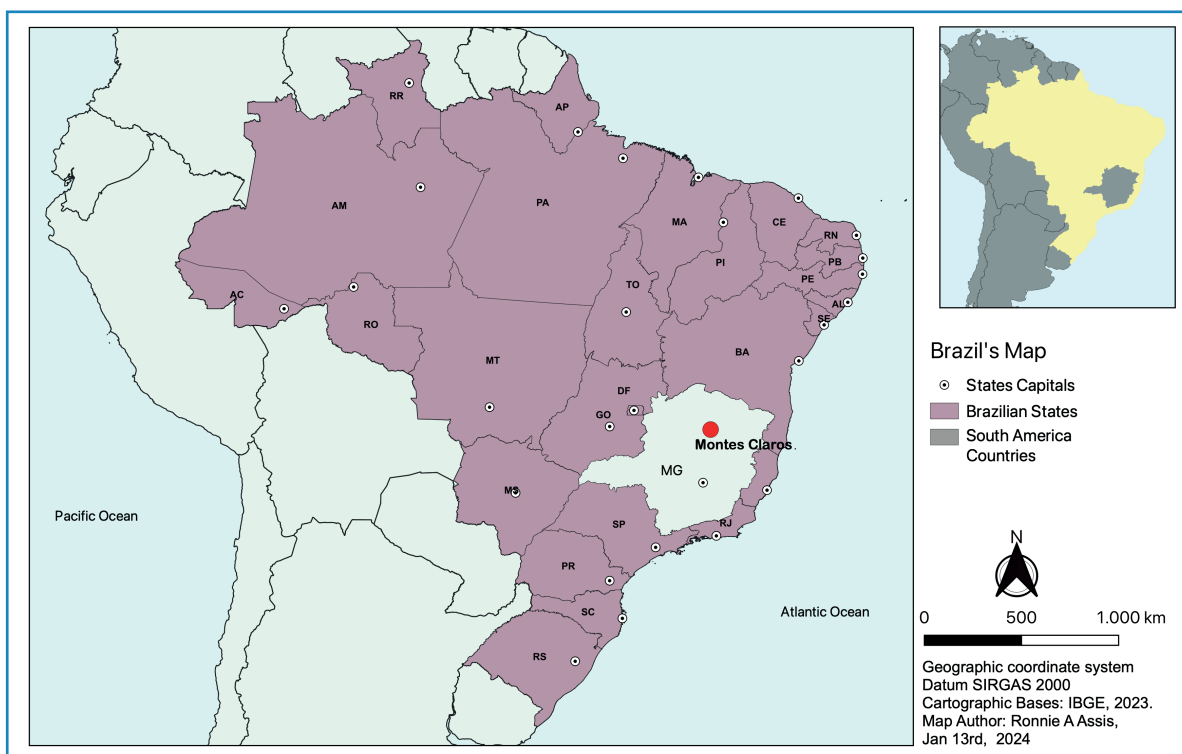 RR
AP
AM
PA
MA
CE
RN
PB
PE
PI
AL
SE
TO
AC
RO
BA
MT
DF
GO
Montes Claros
MG
MS
SP
RJ
PR
SC
RS
Pacific Ocean
Atlantic Ocean
Brazil's Map
States Capitals
Brazilian States
South America
Countries
N
0 500 1.000 km
Geographic coordinate system
Datum SIRGAS 2000
Cartographic Bases: IBGE, 2023.
Map Author: Ronnie A Assis,
Jan 13rd, 2024